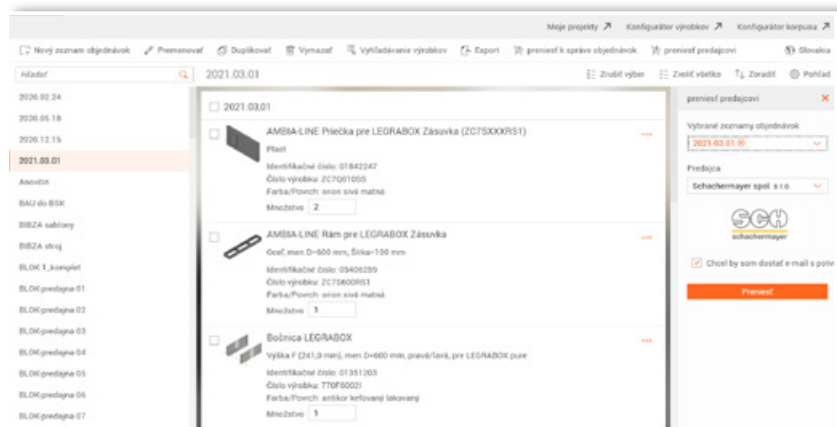 Moje projekty
Konfigurátor výrobkov
Konfigurátor korpusu
Nový zoznam objednávok
Premenovať
Duplikovať
Vymazať
Vyhľadávanie výrobkov
Export
preniesť k správe objednávok
preniesť predajcovi
Slovakia
Hľadať
2021.03.01
Zrušiť výber
Zvoliť všetko
Zoradiť
Pohľad
2020.02.24
2020.05.18
2020.12.15
2021.03.01
Anovčin
BAU do BSK
BIBZA sablony
BIBZA stroj
BLOK 1_komplet
BLOK-predajna 01
BLOK-predajna 02
BLOK-predajna 03
BLOK-predajna 04
BLOK-predajna 05
BLOK-predajna 06
BLOK-predajna 07
2021.03.01
AMBIA-LINE Priečka pre LEGRABOX Zásuvka (ZC7SXXXRS1)
Plast
Identifikačné číslo: 01842247
Číslo výrobku: ZC7Q010SS
Farba/Povrch: orion sivá matná
Množstvo 2
AMBIA-LINE Rám pre LEGRABOX Zásuvka
Oceľ, men.D=600 mm, Šírka=100 mm
Identifikačné číslo: 05406259
Číslo výrobku: ZC7S600RS1
Farba/Povrch: orion sivá matná
Množstvo 1
Bočnica LEGRABOX
Výška F (241,0 mm), men. D=600 mm, pravá/ľavá, pre LEGRABOX pure
Identifikačné číslo: 01351203
Číslo výrobku: 770F6002I
Farba/Povrch: antikor kefovaný lakovaný
Množstvo 1
preniesť predajcovi
Vybrané zoznamy objednávok
2021.03.01
Predajca
Schachermayer spol. s r.o.
SCH
schachermayer
Chcel by som dostať e-mail s potv
Preniesť